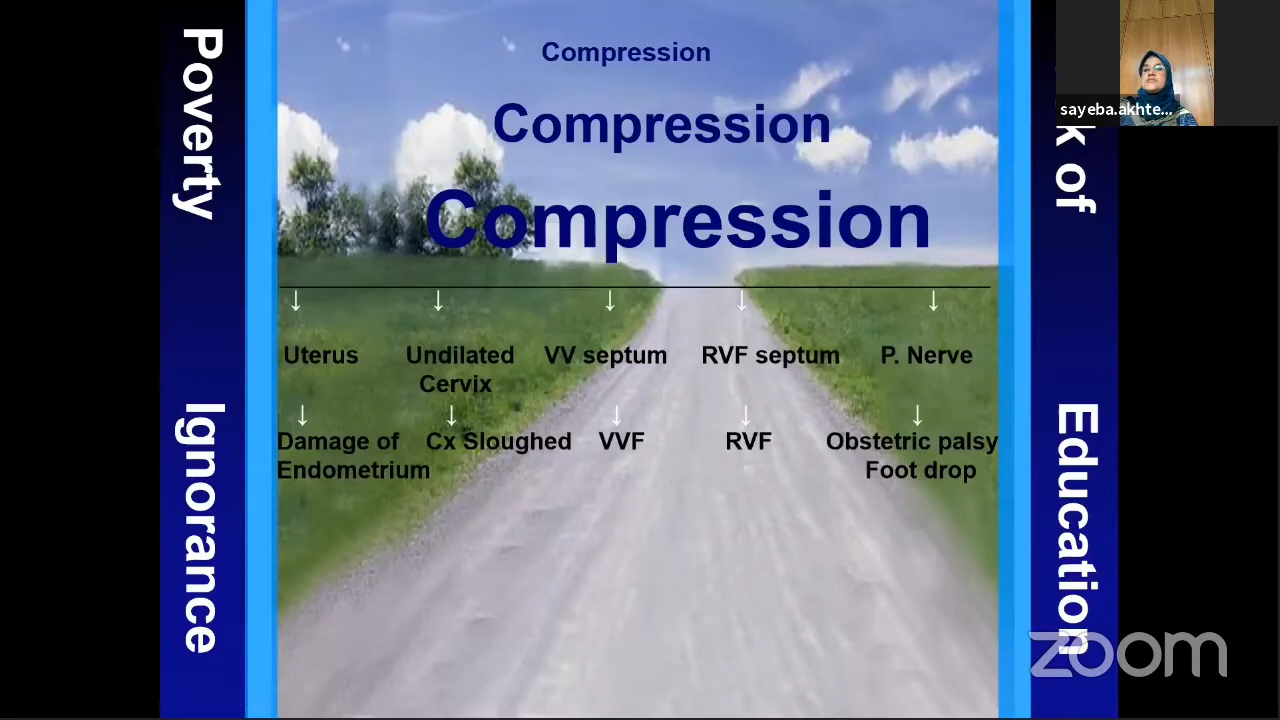 Poverty
Ignorance
Compression
Compression
Compression
↓ ↓ ↓ ↓ ↓
Uterus Undilated VV septum RVF septum P. Nerve
Cervix
↓ ↓ ↓ ↓ ↓
Damage of Cx Sloughed VVF RVF Obstetric palsy
Endometrium Foot drop
of
Education
sayeba.akhte...
zoom